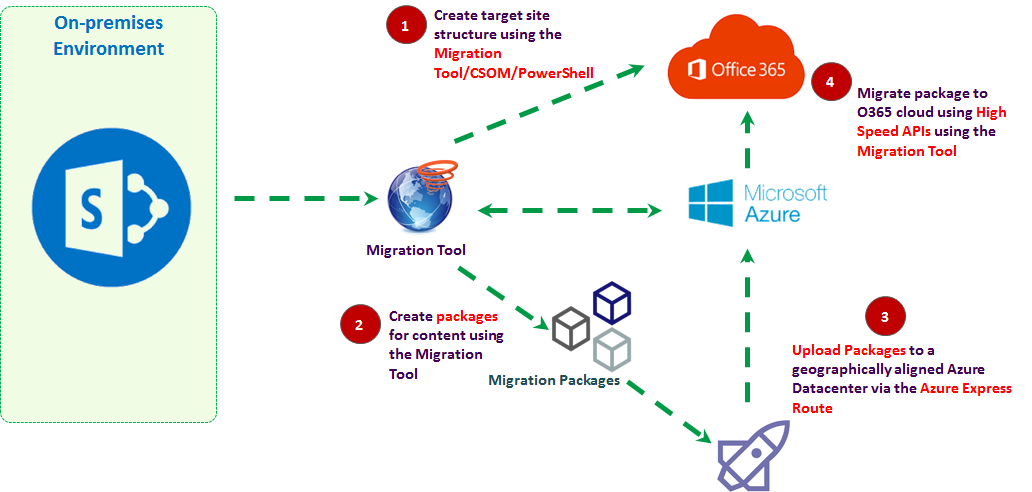 On-premises
Environment
S
1
Create target site
structure using the
Migration
Tool/CSOM/PowerShell
Office 365
4
Migrate package to
O365 cloud using High
Speed APIs using the
Migration Tool
Migration Tool
Microsoft
Azure
2
Create packages
for content using
the Migration
Tool
Migration Packages
3
Upload Packages to a
geographically aligned Azure
Datacenter via the Azure Express
Route